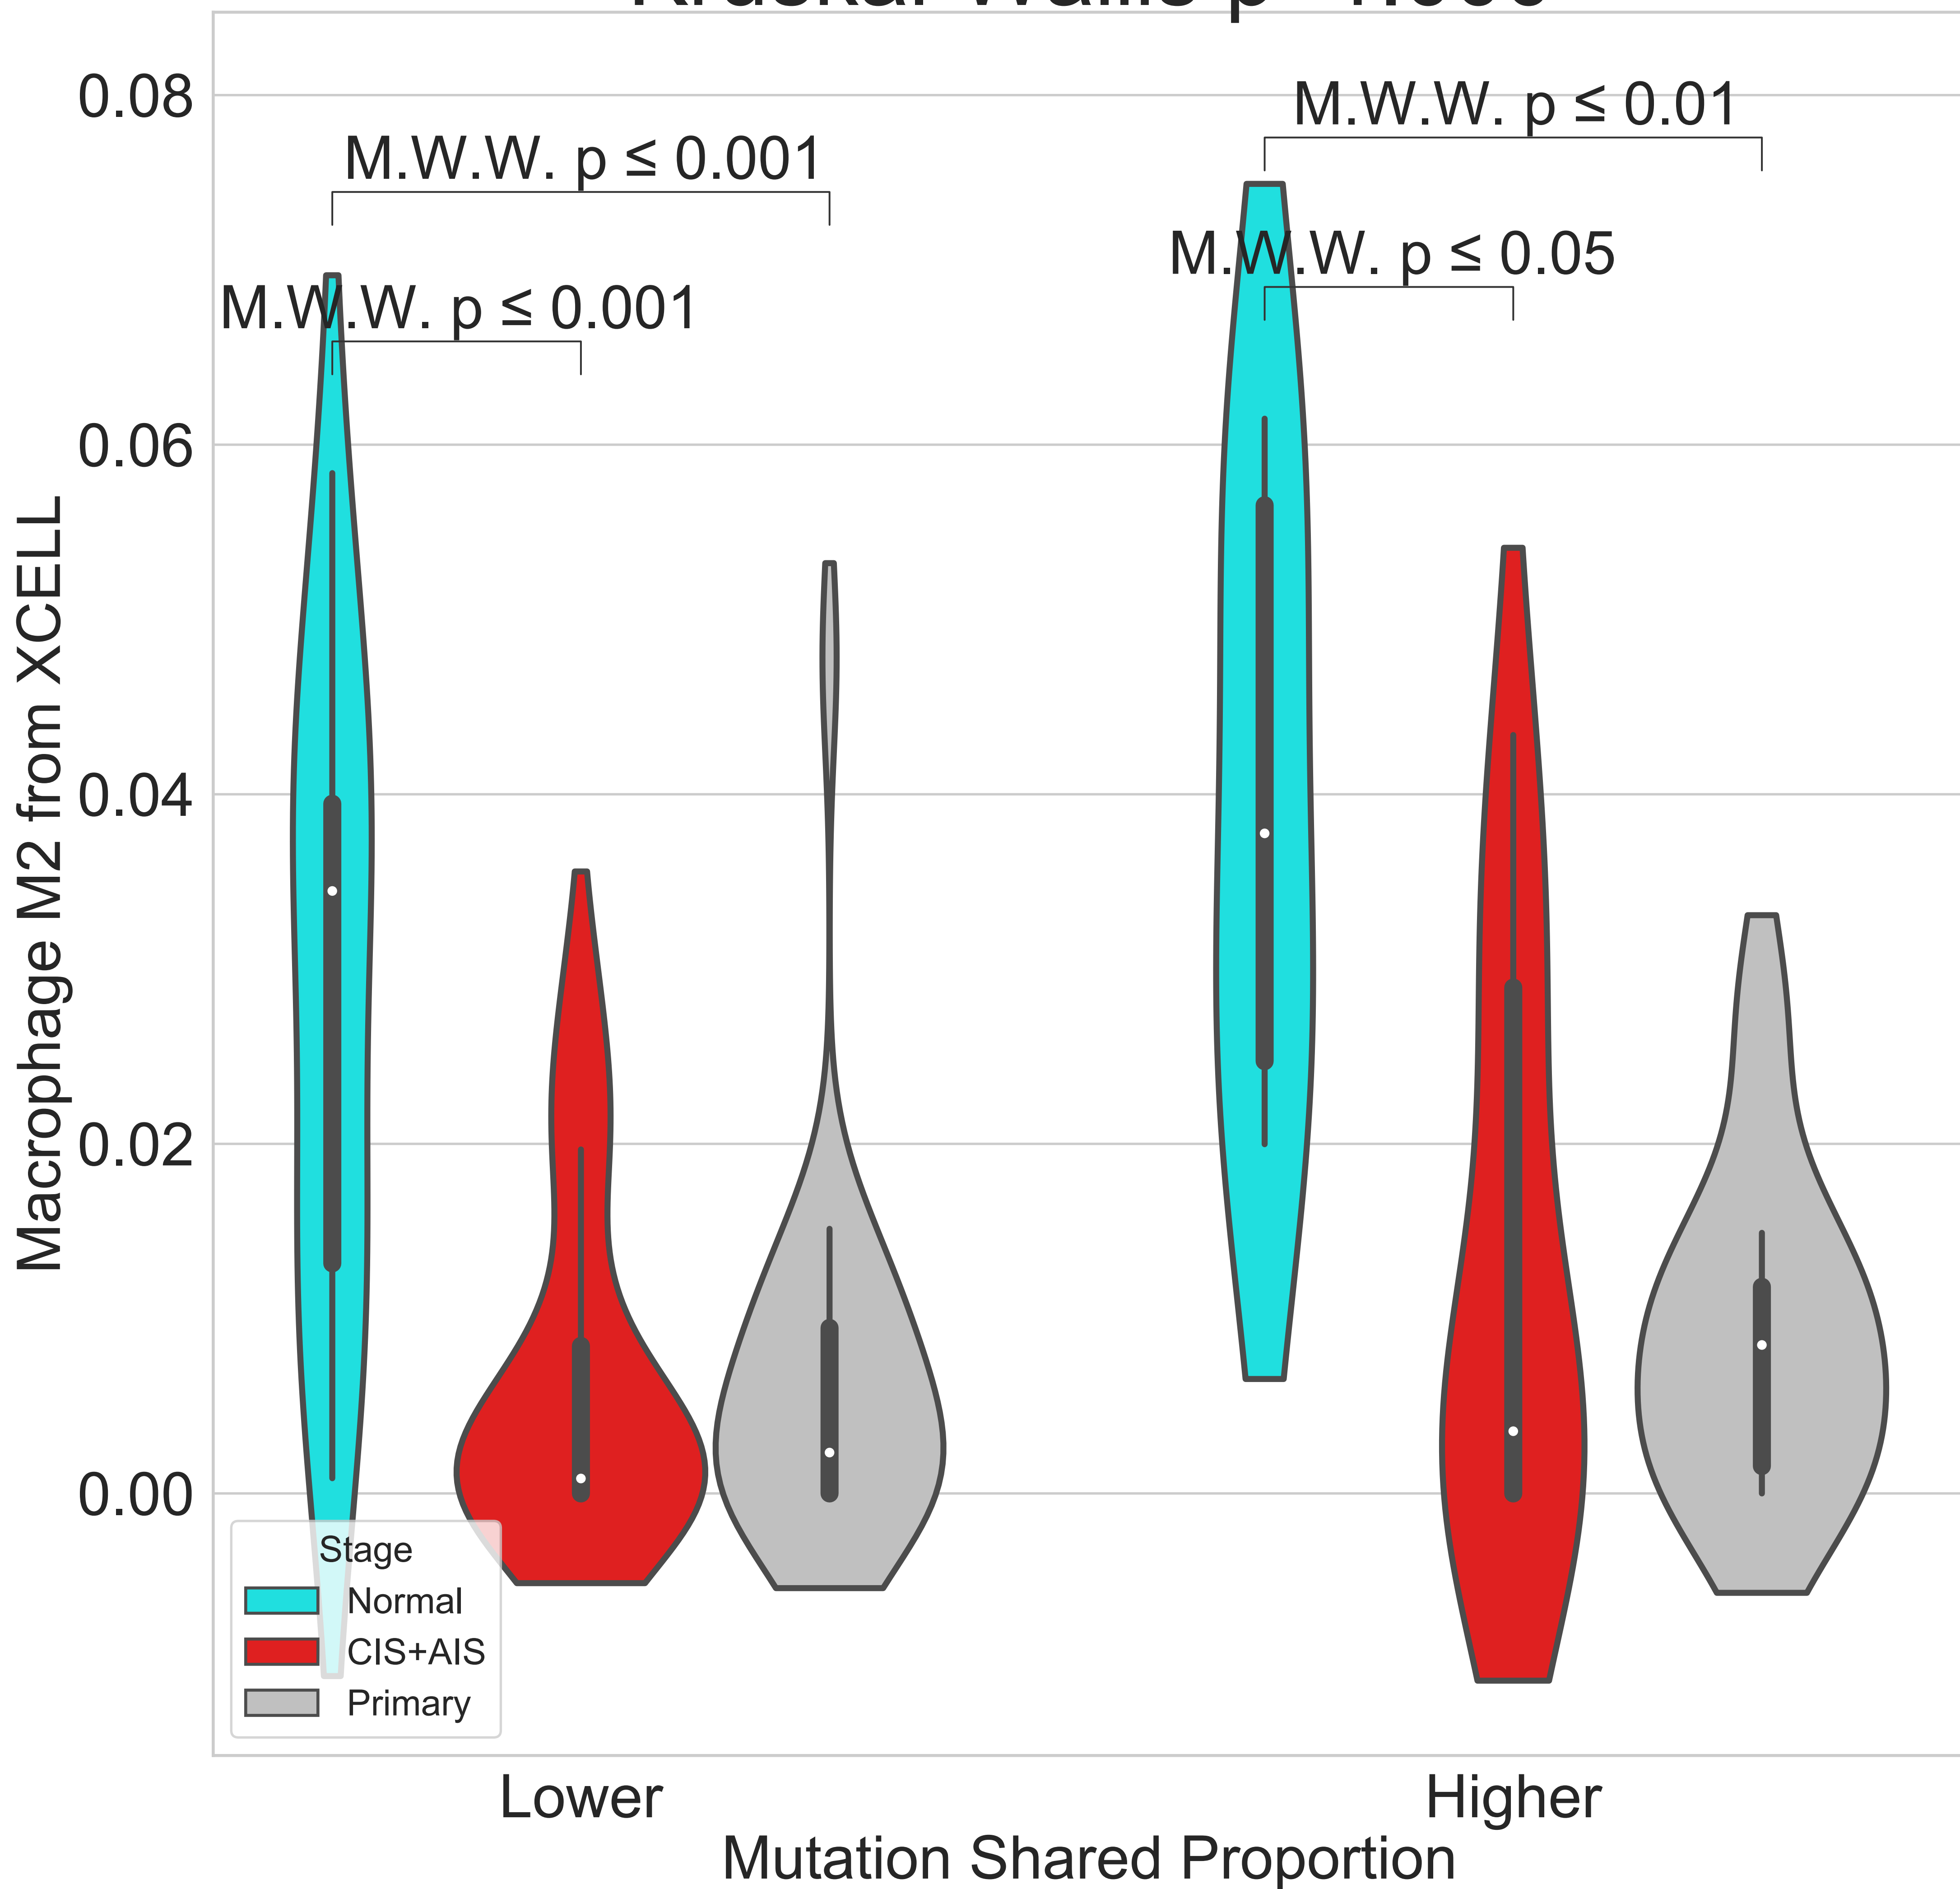 0.08
M.W.W. p ≤ 0.01
M.W.W. p ≤ 0.001
M.W.W. p ≤ 0.05
M.W.W. p ≤ 0.001
0.06
0.04
0.02
0.00
Macrophage M2 from XCELL
Stage
Normal
CIS+AIS
Primary
Lower
Higher
Mutation Shared Proportion